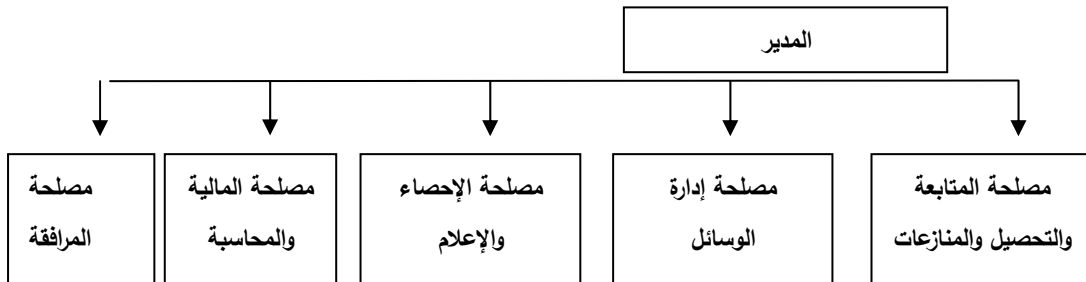 المدير
مصلحة المتابعة
والتحصيل والمنازعات
مصلحة إدارة
الوسائل
مصلحة الإحصاء
والإعلام
مصلحة المالية
والمحاسبة
مصلحة
المرافقة